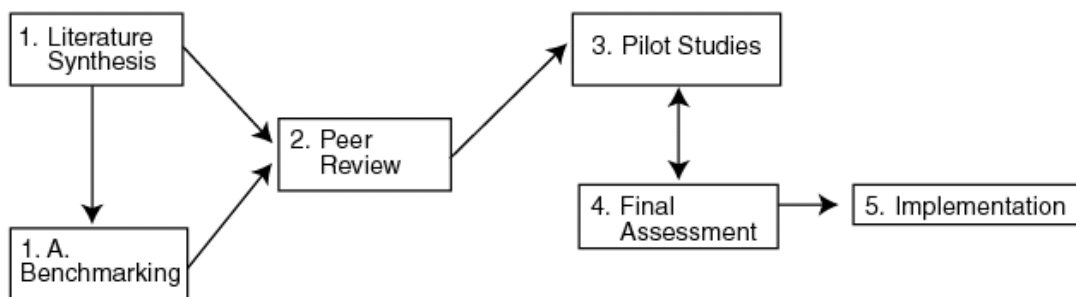 1. Literature
Synthesis
1. A.
Benchmarking
2. Peer
Review
3. Pilot Studies
4. Final
Assessment
5. Implementation